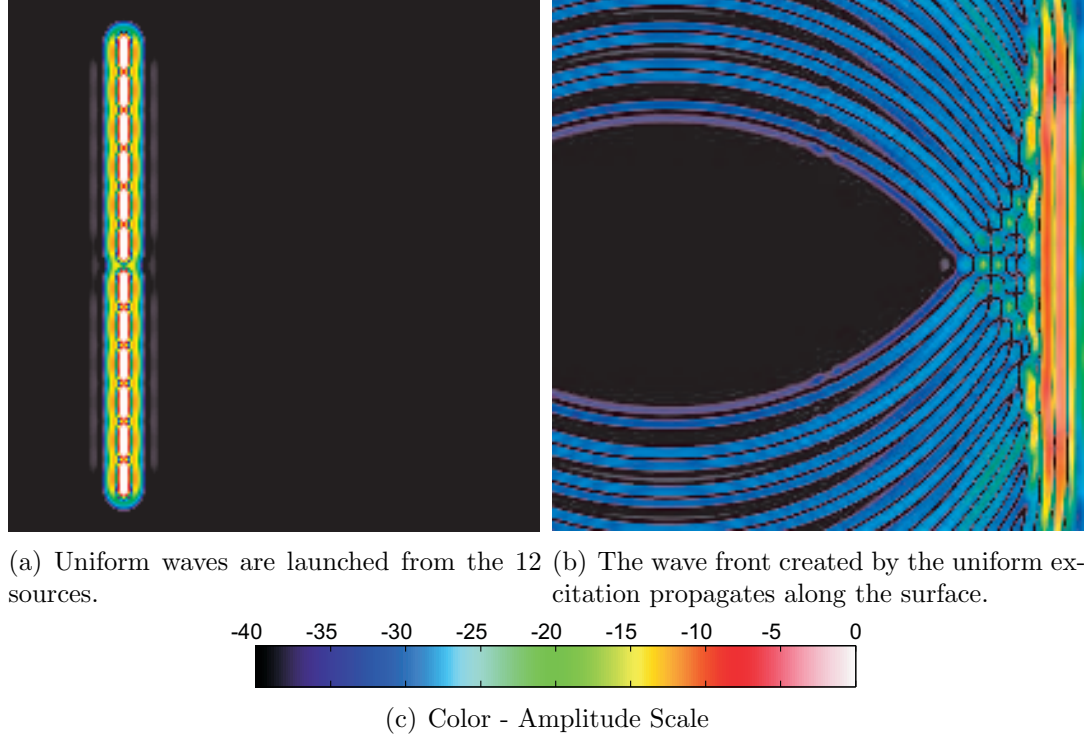 (a) Uniform waves are launched from the 12
sources.
(b) The wave front created by the uniform ex-
citation propagates along the surface.
-40 -35 -30 -25 -20 -15 -10 -5 0
(c) Color - Amplitude Scale